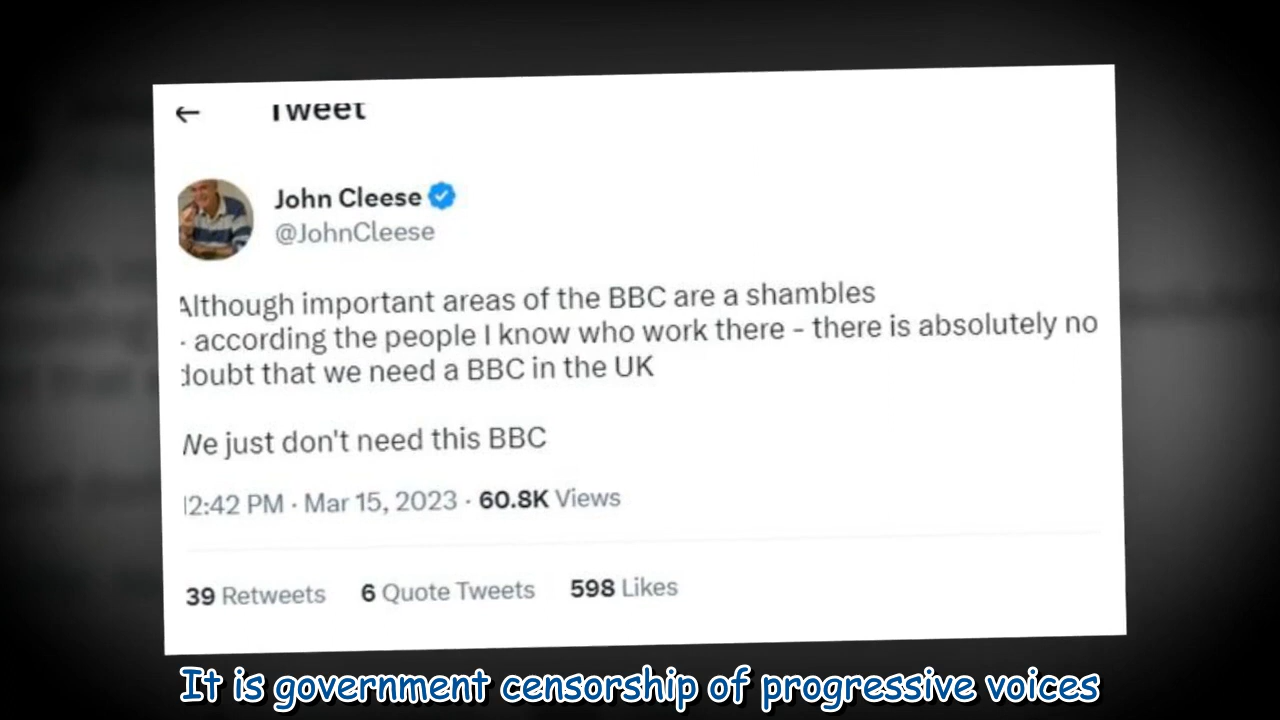 Tweet
John Cleese
@JohnCleese
Although important areas of the BBC are a shambles
- according the people I know who work there - there is absolutely no
doubt that we need a BBC in the UK
We just don't need this BBC
12:42 PM · Mar 15, 2023 · 60.8K Views
39 Retweets 6 Quote Tweets 598 Likes
It is government censorship of progressive voices